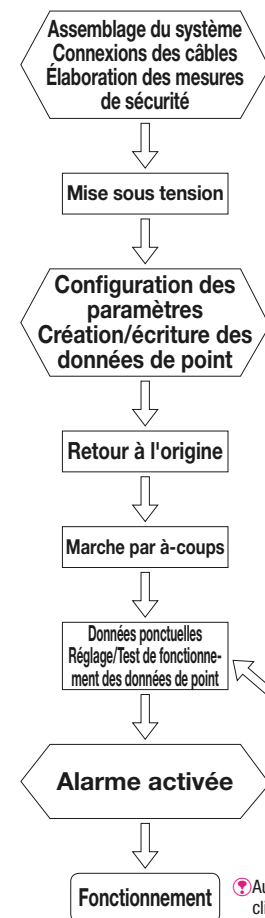 Assemblage du système
Connexions des câbles
Élaboration des mesures
de sécurité
Mise sous tension
Configuration des
paramètres
Création/écriture des
données de point
Retour à l'origine
Marche par à-coups
Données ponctuelles
Réglage/Test de fonctionne-
ment des données de point
Alarme activée
Fonctionnement